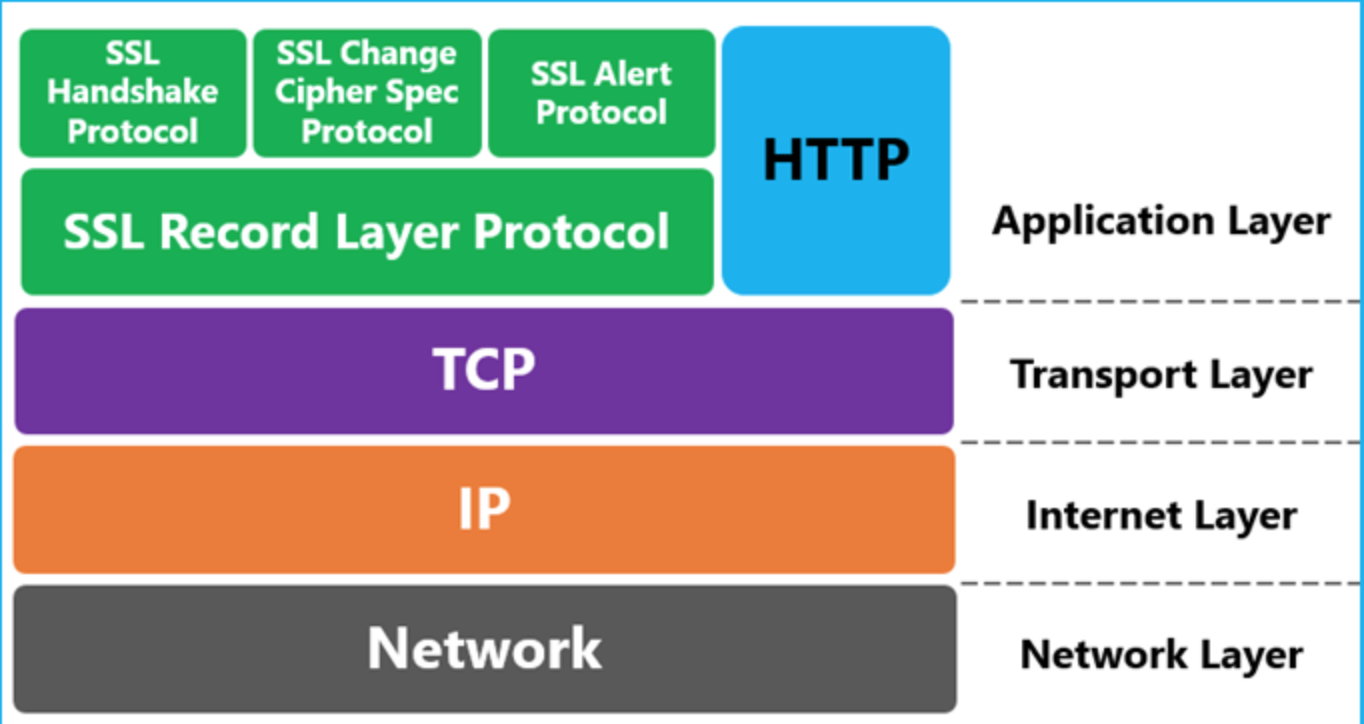 SSL
Handshake
Protocol
SSL Change
Cipher Spec
Protocol
SSL Alert
Protocol
HTTP
SSL Record Layer Protocol
Application Layer
TCP
Transport Layer
IP
Internet Layer
Network
Network Layer